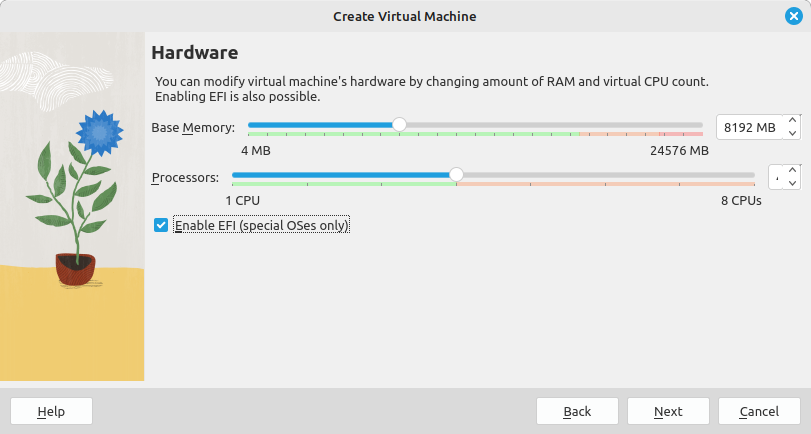 Create Virtual Machine
Hardware
You can modify virtual machine's hardware by changing amount of RAM and virtual CPU count.
Enabling EFI is also possible.
Base Memory: 8192 MB
4 MB 24576 MB
Processors:
1 CPU 8 CPUs
Enable EFI (special OSes only)
Help Back Next Cancel